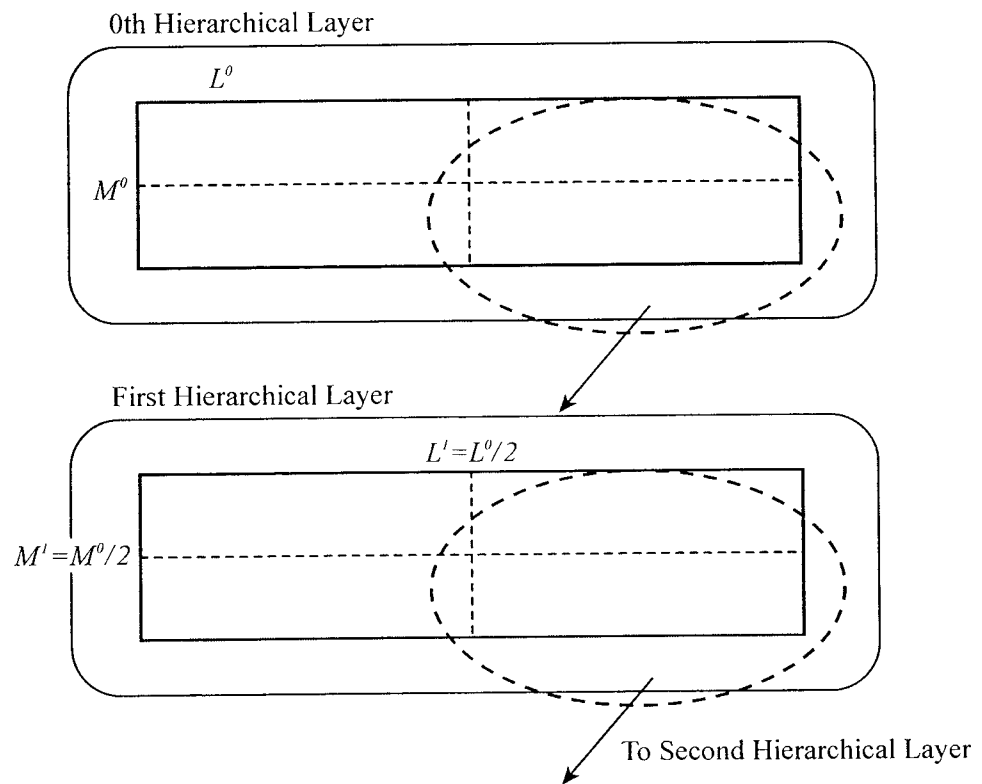 0th Hierarchical Layer
L⁰
M⁰
First Hierarchical Layer
L¹=L⁰/2
M¹=M⁰/2
To Second Hierarchical Layer